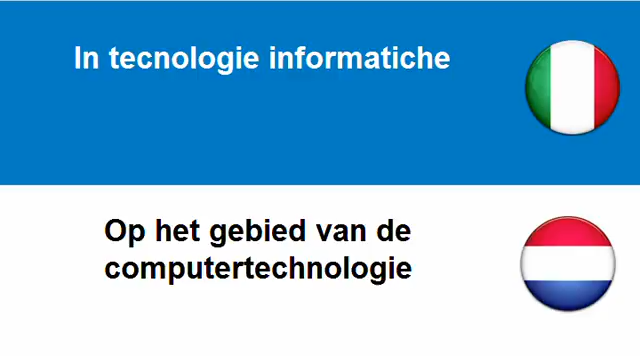 In tecnologie informatiche
Op het gebied van de
computertechnologie